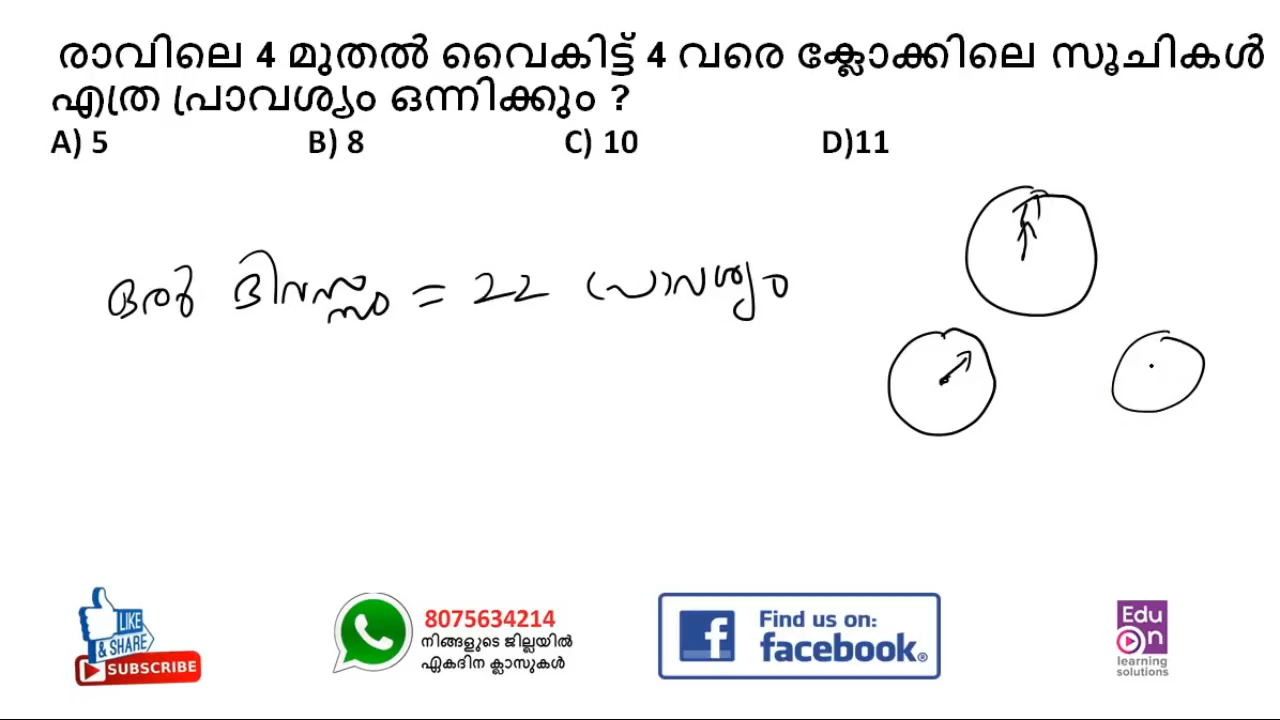 രാവിലെ 4 മുതൽ വൈകിട്ട് 4 വരെ ക്ലോക്കിലെ സൂചികൾ
എത്ര പ്രാവശ്യം ഒന്നിക്കും ?
A) 5 B) 8 C) 10 D)11
ഒരു ദിവസം = 22 പ്രാവശ്യം
LIKE
& SHARE
SUBSCRIBE
8075634214
നിങ്ങളുടെ ജില്ലയിൽ
ഏകദിന ക്ലാസുകൾ
f
Find us on:
facebook®
Edu
On
learning
solutions